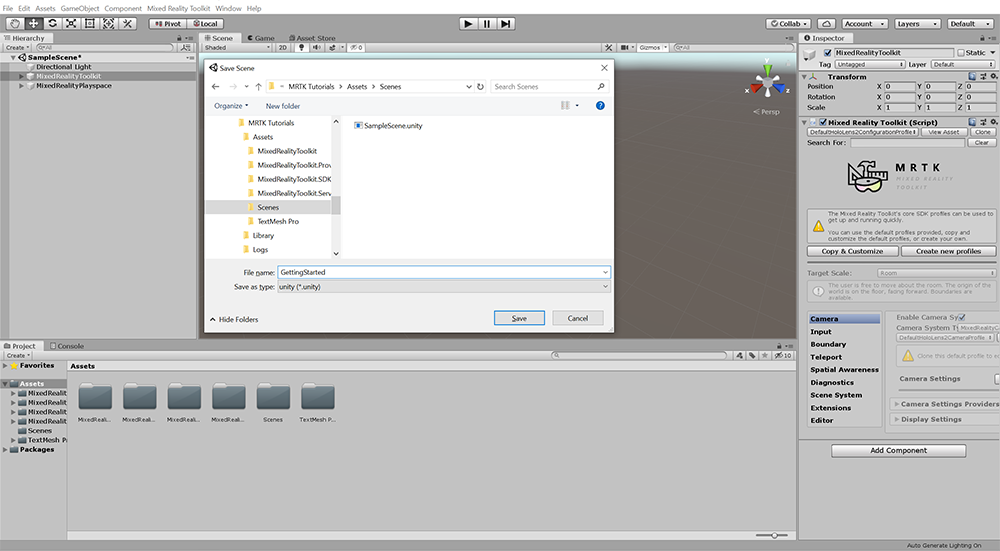 File Edit Assets GameObject Component Mixed Reality Toolkit Window Help
Pivot Local Collab Account Layers Default
Hierarchy
Create All
SampleScene*
Directional Light
MixedRealityToolkit
MixedRealityPlayspace
Scene Game Asset Store
Shaded 2D 0 Gizmos All
y
x
z
Persp
Save Scene
MRTK Tutorials Assets Scenes Search Scenes
Organize New folder
MRTK Tutorials
Assets
MixedRealityToolkit
MixedRealityToolkit.Prov
MixedRealityToolkit.SDK
MixedRealityToolkit.Serv
Scenes
TextMesh Pro
Library
Logs
SampleScene.unity
File name: GettingStarted
Save as type: unity (*.unity)
Hide Folders Save Cancel
Inspector
MixedRealityToolkit Static
Tag Untagged Layer Default
Transform
Position X 0 Y 0 Z 0
Rotation X 0 Y 0 Z 0
Scale X 1 Y 1 Z 1
Mixed Reality Toolkit (Script)
DefaultHoloLens2ConfigurationProfile View Asset Clone
Search For: Clear
MRTK
MIXED REALITY
TOOLKIT
The Mixed Reality Toolkit's core SDK profiles can be used to
get up and running quickly.
You can use the default profiles provided, copy and
customize the default profiles, or create your own.
Copy & Customize Create new profiles
Target Scale: Room
The user is free to move about the room. The origin of the
world is on the floor, facing forward. Boundaries are
available.
Camera
Input
Boundary
Teleport
Spatial Awareness
Diagnostics
Scene System
Extensions
Editor
Enable Camera Sy
Camera System Ty MixedRealityCa
DefaultHoloLens2CameraProfile
Clone this default profile to ed
Camera Settings
Camera Settings Providers
Display Settings
Add Component
Project Console
Create 10
Favorites
Assets
MixedRealit
MixedRealit
MixedRealit
MixedRealit
Scenes
TextMesh P
Packages
Assets
MixedReali... MixedReali... MixedReali... MixedReali... Scenes TextMesh P...
Auto Generate Lighting On